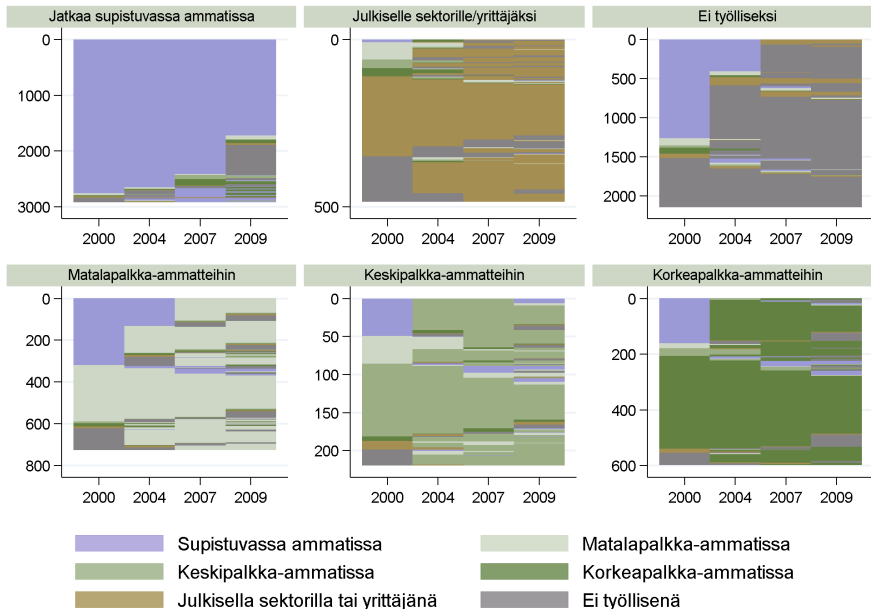 Jatkaa supistuvassa ammatissa
Julkiselle sektorille/yrittäjäksi
Ei työlliseksi
0
1000
2000
3000
2000 2004 2007 2009
0
500
2000 2004 2007 2009
0
500
1000
1500
2000
2000 2004 2007 2009
Matalapalkka-ammatteihin
Keskipalkka-ammatteihin
Korkeapalkka-ammatteihin
0
200
400
600
800
2000 2004 2007 2009
0
50
100
150
200
2000 2004 2007 2009
0
200
400
600
2000 2004 2007 2009
Supistuvassa ammatissa
Matalapalkka-ammatissa
Keskipalkka-ammatissa
Korkeapalkka-ammatissa
Julkisella sektorilla tai yrittäjänä
Ei työllisenä